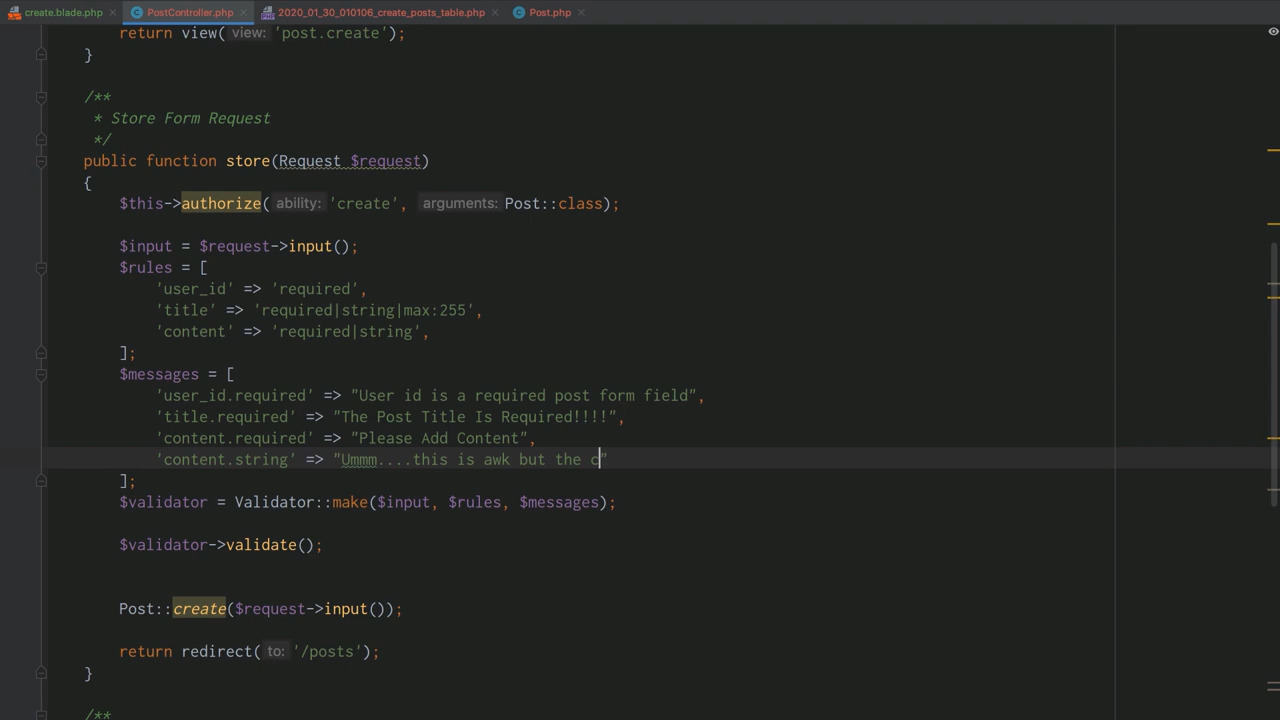 create.blade.php PostController.php 2020_01_30_010106_create_posts_table.php Post.php
return view( view: 'post.create');
}
/**
* Store Form Request
*/
public function store(Request $request)
{
$this->authorize( ability: 'create', arguments: Post::class);
$input = $request->input();
$rules = [
'user_id' => 'required',
'title' => 'required|string|max:255',
'content' => 'required|string',
];
$messages = [
'user_id.required' => "User id is a required post form field",
'title.required' => "The Post Title Is Required!!!!",
'content.required' => "Please Add Content",
'content.string' => "Ummm....this is awk but the c"
];
$validator = Validator::make($input, $rules, $messages);
$validator->validate();
Post::create($request->input());
return redirect( to: '/posts');
}
/**